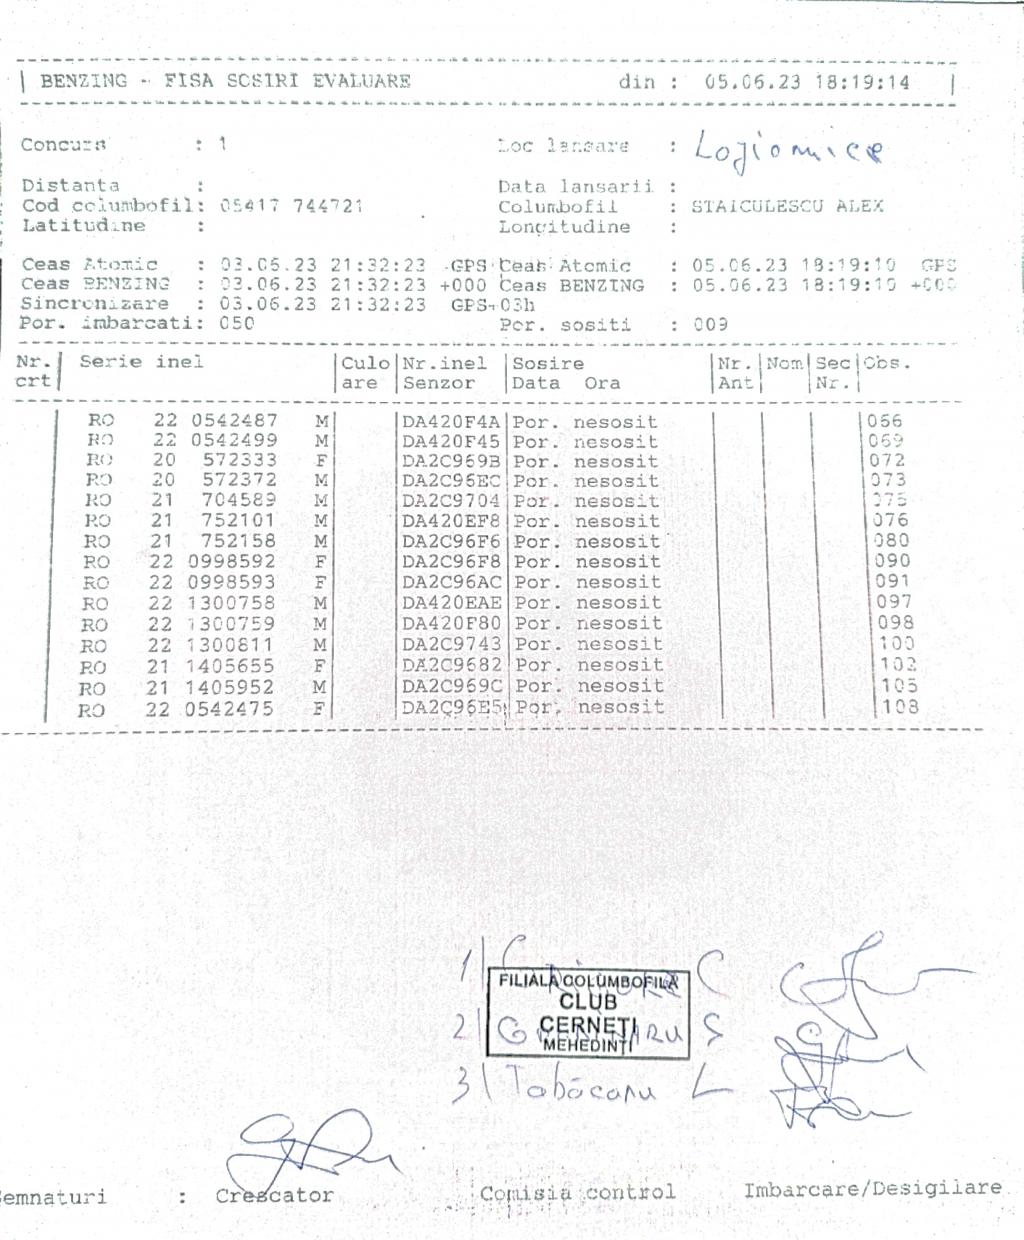 BENZING - FISA SOSIRI EVALUARE din : 05.06.23 18:19:14
Concurs : 1 Loc lansare :
Distanta : Data lansarii :
Cod columbofil: 05417 744721 Columbofil : STAICULESCU ALEX
Latitudine : Longitudine :
Ceas Atomic : 03.06.23 21:32:23 GPS Ceas Atomic : 05.06.23 18:19:10 GPS
Ceas BENZING : 03.06.23 21:32:23 +000 Ceas BENZING : 05.06.23 18:19:10 +000
Sincronizare : 03.06.23 21:32:23 GPS+03h
Por. imbarcati: 050 Por. sositi : 009
Nr. Serie inel Culo Nr.inel Sosire Nr. Nom Sec Obs.
crt are Senzor Data Ora Ant Nr.
RO 22 0542487 M DA420F4A Por. nesosit 066
RO 22 0542499 M DA420F45 Por. nesosit 069
RO 20 572333 F DA2C969B Por. nesosit 072
RO 20 572372 M DA2C96EC Por. nesosit 073
RO 21 704589 M DA2C9704 Por. nesosit 075
RO 21 752101 M DA420EF8 Por. nesosit 076
RO 21 752158 M DA2C96F6 Por. nesosit 080
RO 22 0998592 F DA2C96F8 Por. nesosit 090
RO 22 0998593 F DA2C96AC Por. nesosit 091
RO 22 1300758 M DA420EAE Por. nesosit 097
RO 22 1300759 M DA420F80 Por. nesosit 098
RO 22 1300811 M DA2C9743 Por. nesosit 100
RO 21 1405655 F DA2C9682 Por. nesosit 102
RO 21 1405952 M DA2C969C Por. nesosit 105
RO 22 0542475 F DA2C96E5 Por. nesosit 108
1 C
FILIALA COLUMBOFILA
CLUB
CERNEȚI
MEHEDINȚI
2 S
3 Tabacaru L
Semnaturi : Crescator Comisia control Imbarcare/Desigilare